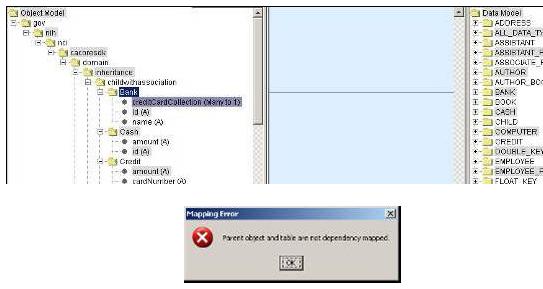 Object Model
gov
nih
nci
cacoresdk
domain
inheritance
childwithassociation
Bank
creditCardCollection (Many to 1)
id (A)
name (A)
Cash
amount (A)
id (A)
Credit
amount (A)
cardNumber (A)
Data Model
ADDRESS
ALL_DATA_TY
ASSISTANT
ASSISTANT_P
ASSOCIATE_P
AUTHOR
AUTHOR_BOO
BANK
BOOK
CASH
CHILD
COMPUTER
CREDIT
DOUBLE_KEY
EMPLOYEE
EMPLOYEE_P
FLOAT_KEY
Mapping Error
Parent object and table are not dependency mapped.
OK